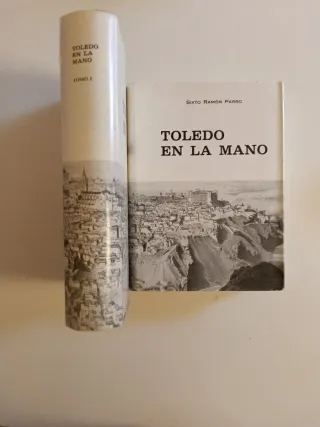 TOLEDO
EN LA
MANO
TOMO I
SIXTO RAMÓN PARRO
TOLEDO
EN LA MANO